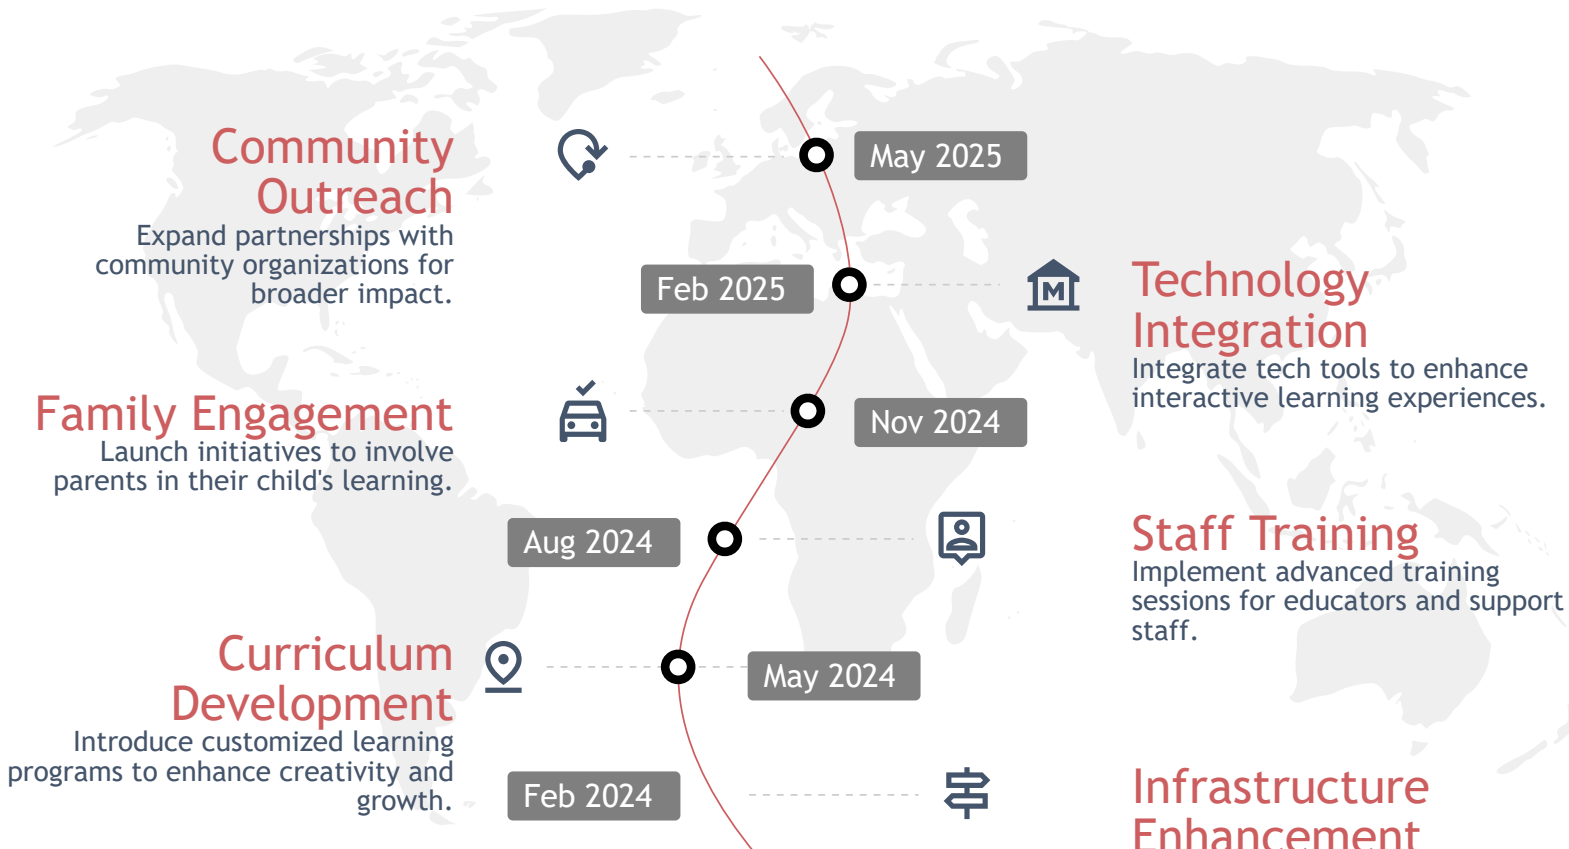 Community
Outreach
Expand partnerships with
community organizations for
broader impact.
May 2025
Feb 2025
M
Technology
Integration
Integrate tech tools to enhance
interactive learning experiences.
Family Engagement
Launch initiatives to involve
parents in their child's learning.
Nov 2024
Aug 2024
Staff Training
Implement advanced training
sessions for educators and support
staff.
Curriculum
Development
Introduce customized learning
programs to enhance creativity and
growth.
May 2024
Feb 2024
Infrastructure
Enhancement